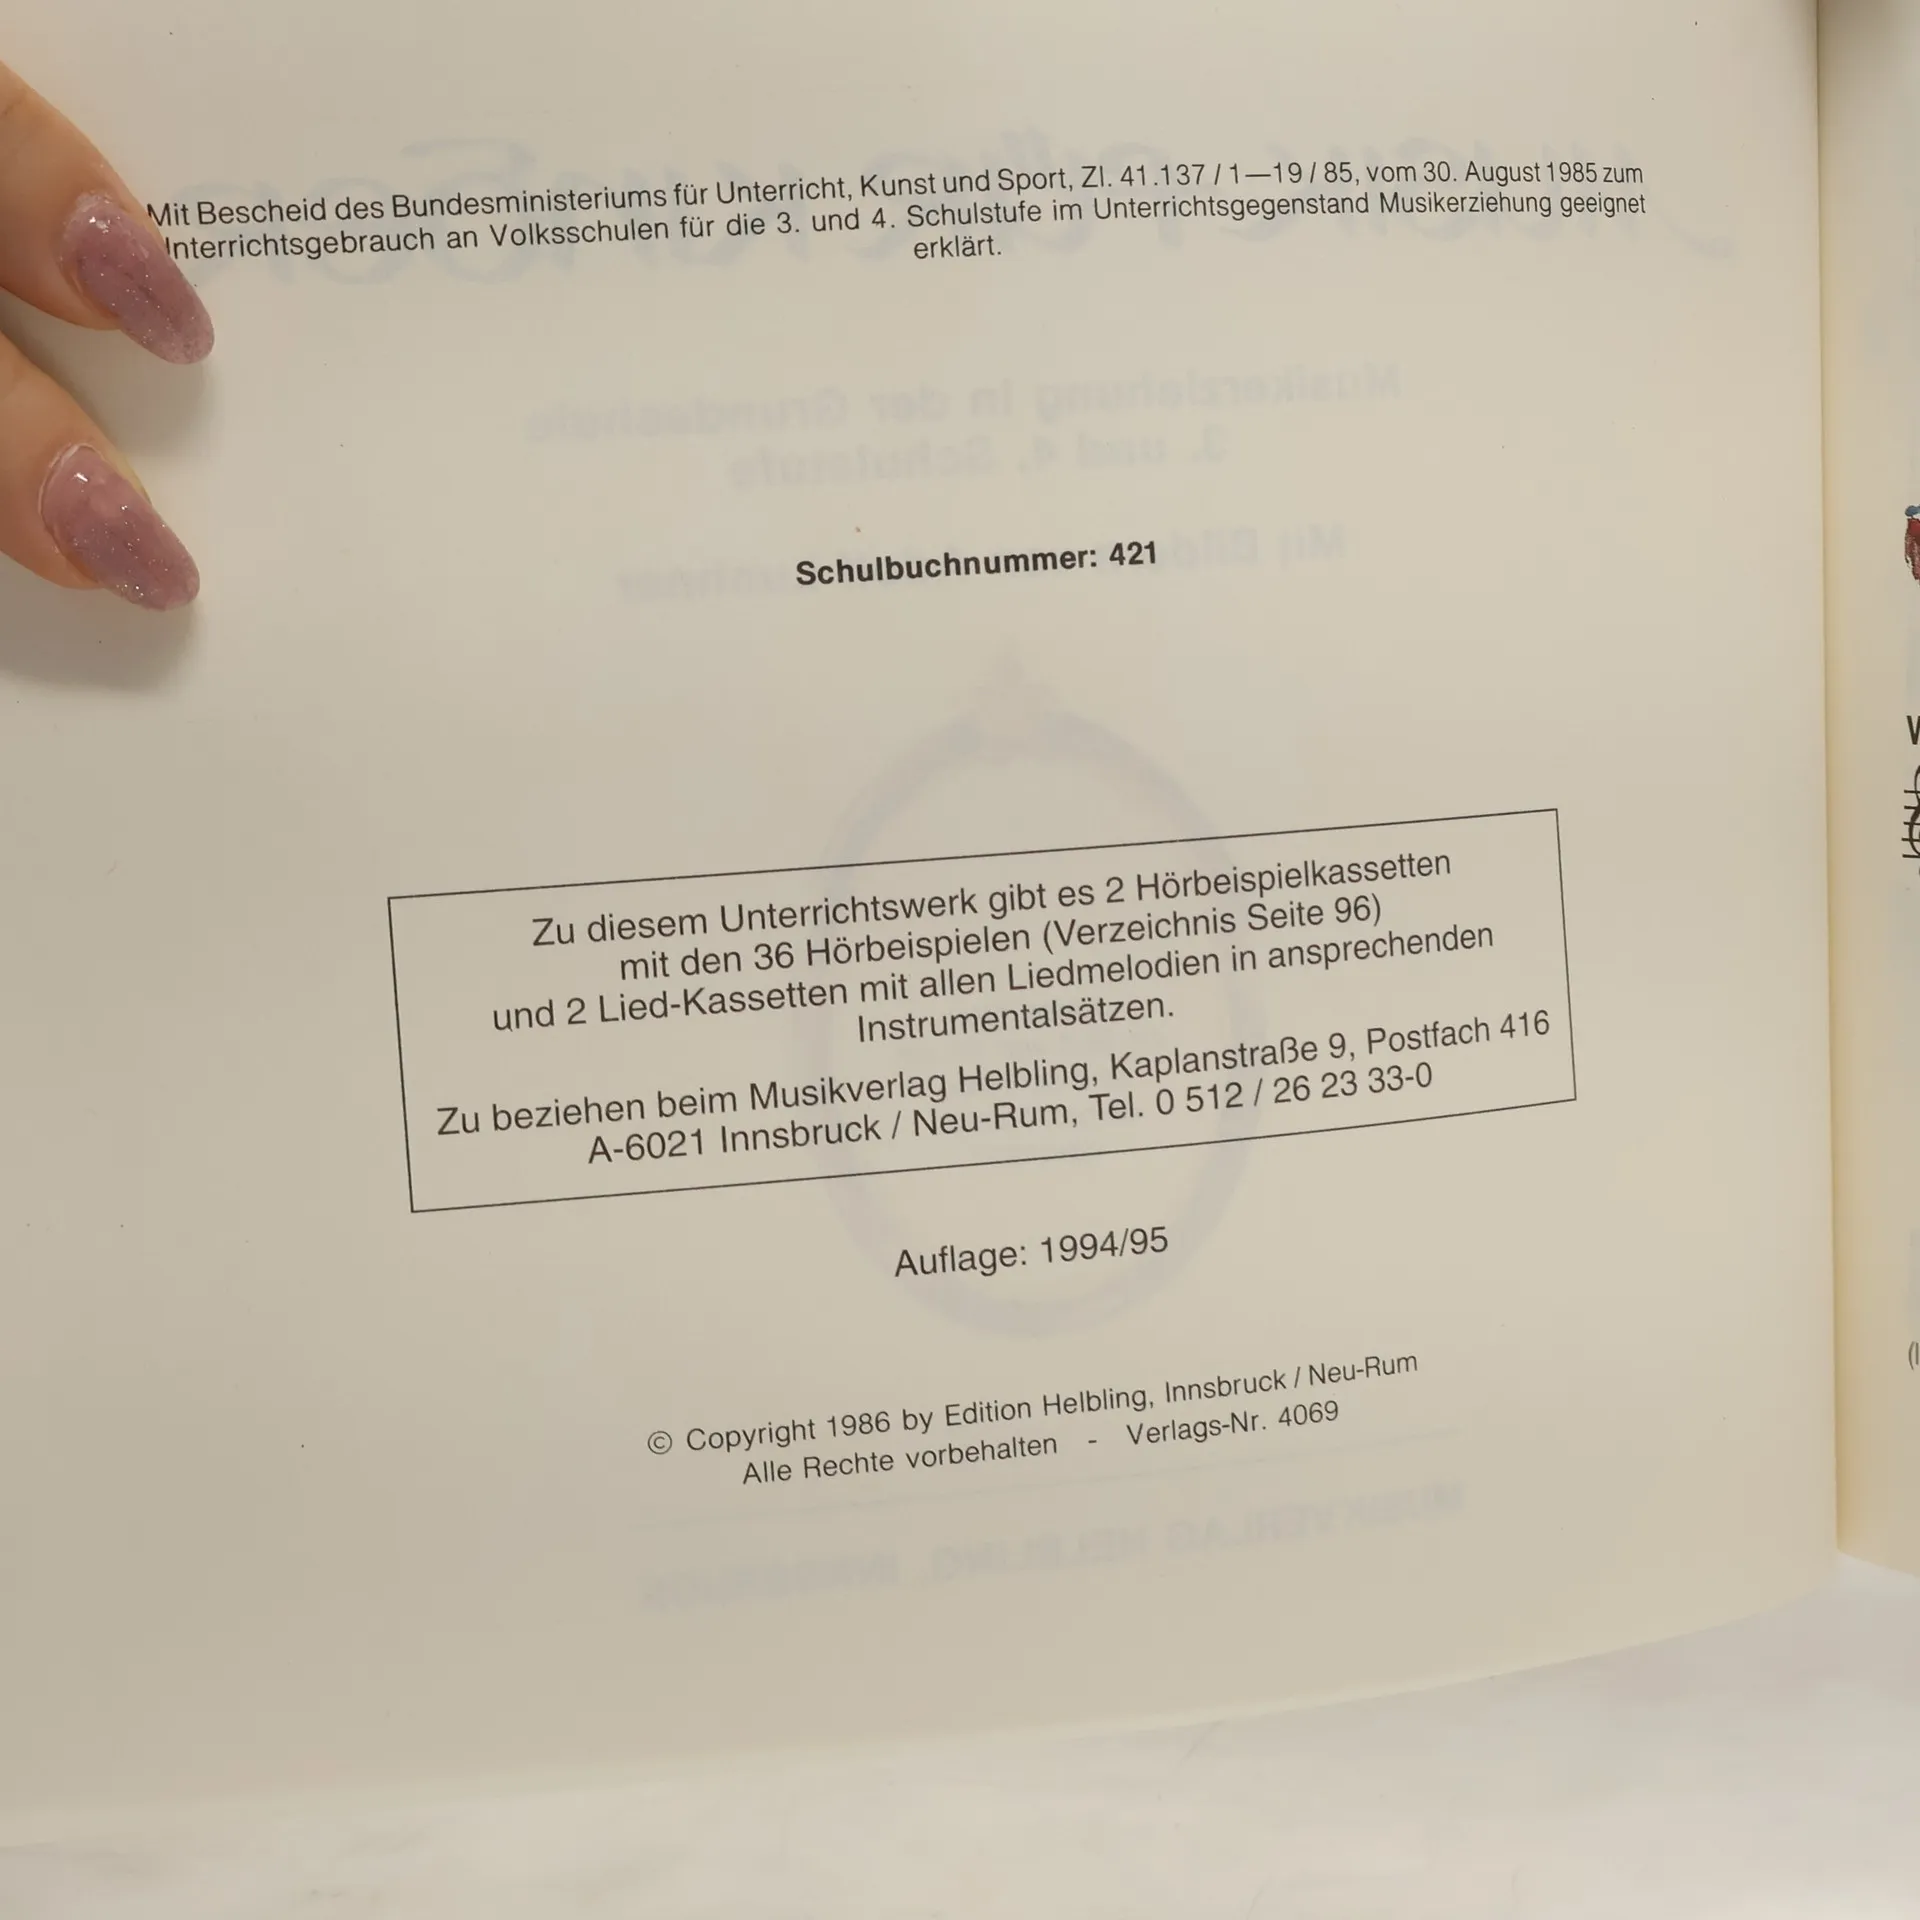 Mit Bescheid des Bundesministeriums für Unterricht, Kunst und Sport, Zl. 41.137 / 1—19 / 85, vom 30. August 1985 zum
Unterrichtsgebrauch an Volksschulen für die 3. und 4. Schulstufe im Unterrichtsgegenstand Musikerziehung geeignet
erklärt.
Schulbuchnummer: 421
Zu diesem Unterrichtswerk gibt es 2 Hörbeispielkassetten
mit den 36 Hörbeispielen (Verzeichnis Seite 96)
und 2 Lied-Kassetten mit allen Liedmelodien in ansprechenden
Instrumentalsätzen.
Zu beziehen beim Musikverlag Helbling, Kaplanstraße 9, Postfach 416
A-6021 Innsbruck / Neu-Rum, Tel. 0 512 / 26 23 33-0
Auflage: 1994/95
© Copyright 1986 by Edition Helbling, Innsbruck / Neu-Rum
Alle Rechte vorbehalten - Verlags-Nr. 4069